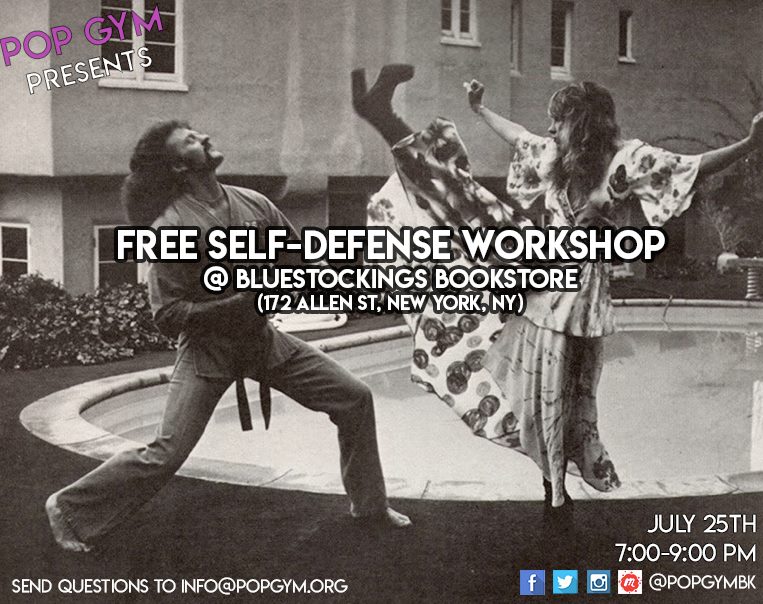 POP GYM
PRESENTS
FREE SELF-DEFENSE WORKSHOP
@ BLUESTOCKINGS BOOKSTORE
(172 ALLEN ST, NEW YORK, NY)
JULY 25TH
7:00-9:00 PM
SEND QUESTIONS TO INFO@POPGYM.ORG
f m @POPGYMBK